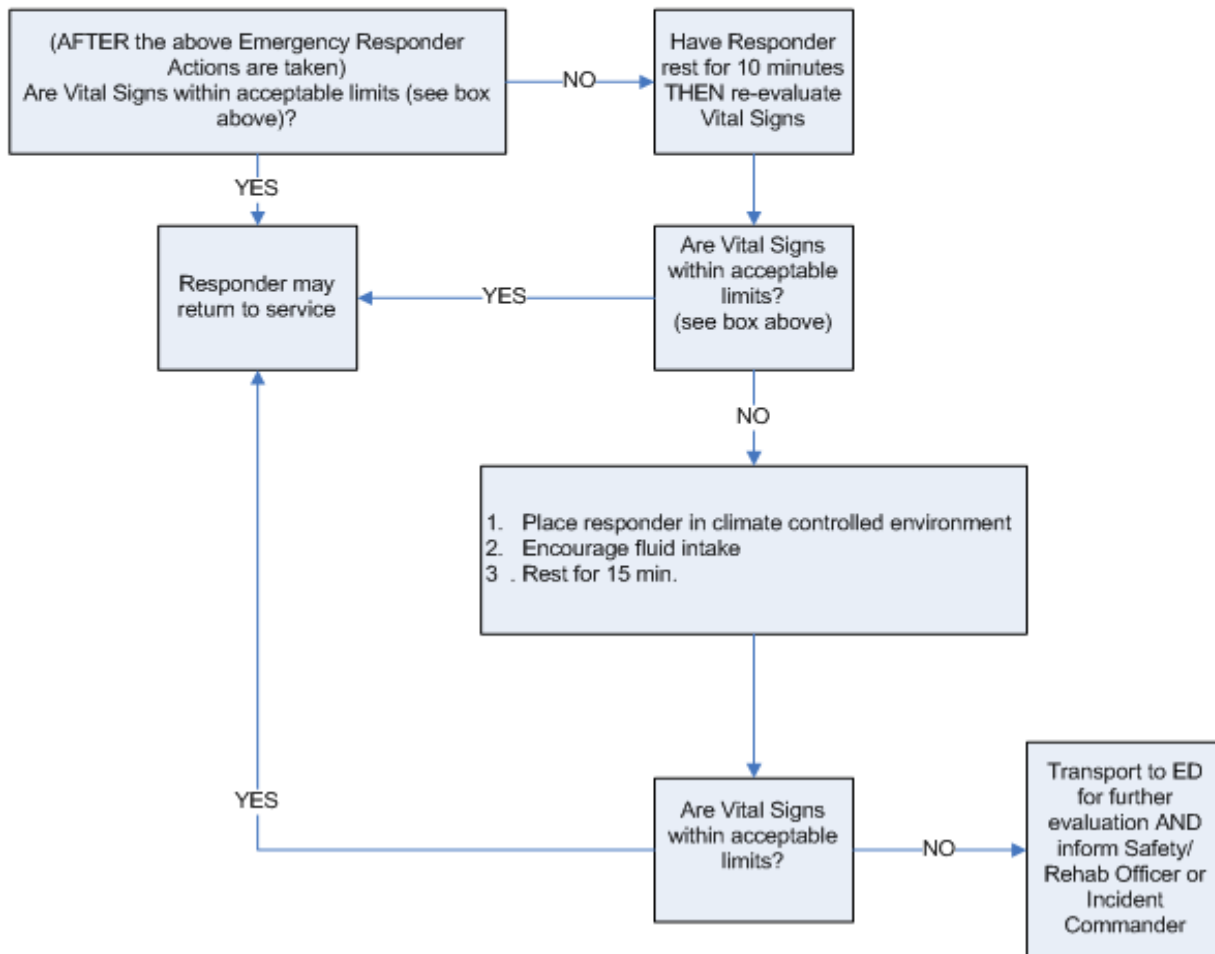 (AFTER the above Emergency Responder
Actions are taken)
Are Vital Signs within acceptable limits (see box
above)?
NO
Have Responder
rest for 10 minutes
THEN re-evaluate
Vital Signs
YES
Responder may
return to service
YES
Are Vital Signs
within acceptable
limits?
(see box above)
NO
1. Place responder in climate controlled environment
2. Encourage fluid intake
3 . Rest for 15 min.
YES
Are Vital Signs
within acceptable
limits?
NO
Transport to ED
for further
evaluation AND
inform Safety/
Rehab Officer or
Incident
Commander